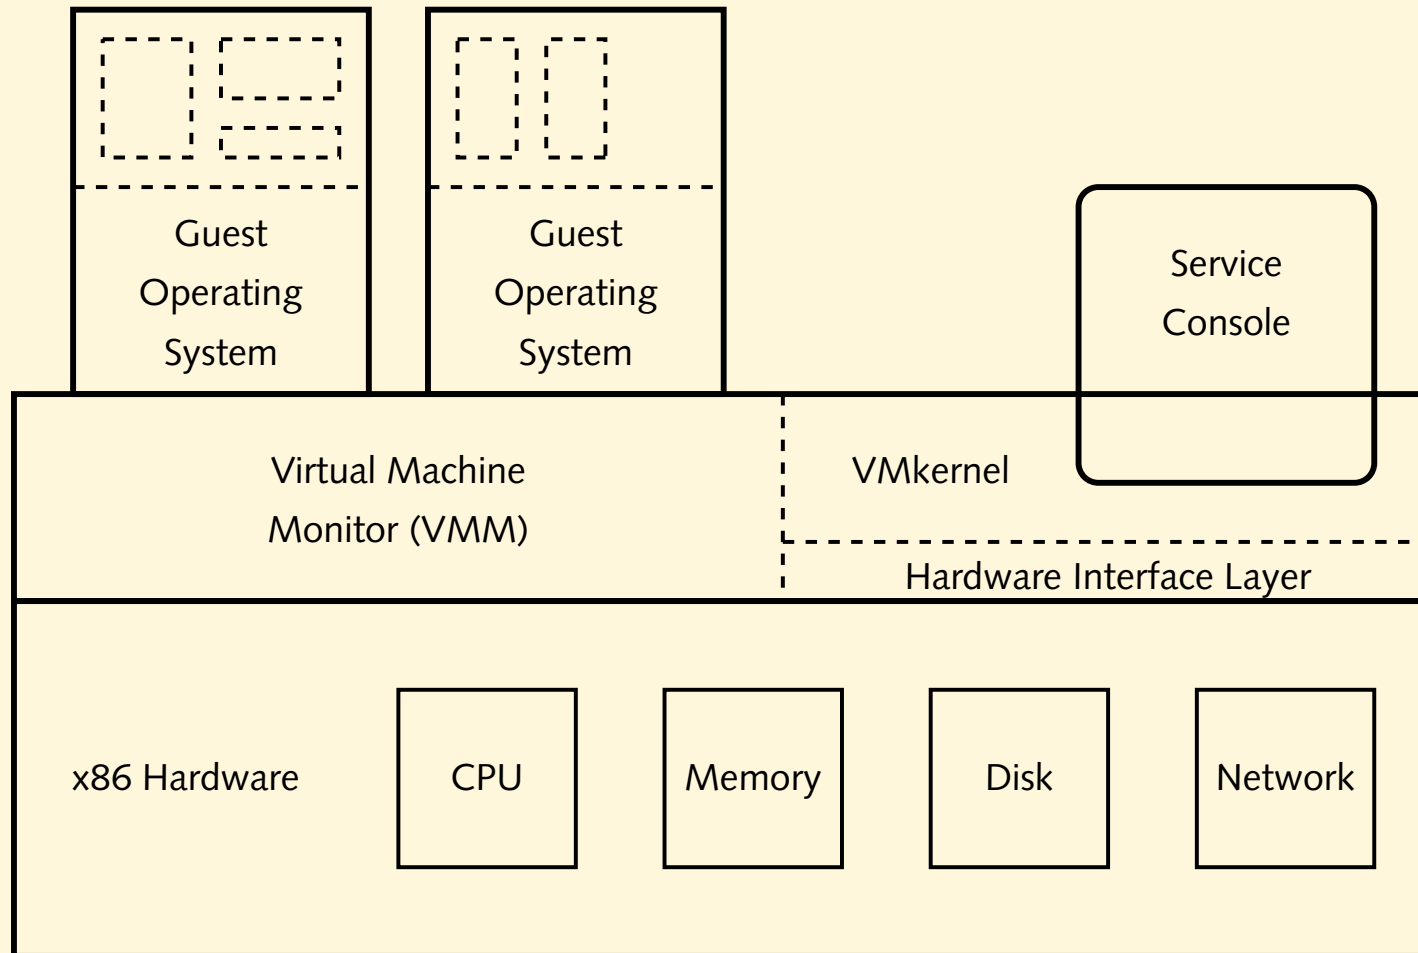 Guest
Operating
System
Guest
Operating
System
Service
Console
Virtual Machine
Monitor (VMM)
VMkernel
Hardware Interface Layer
x86 Hardware
CPU
Memory
Disk
Network